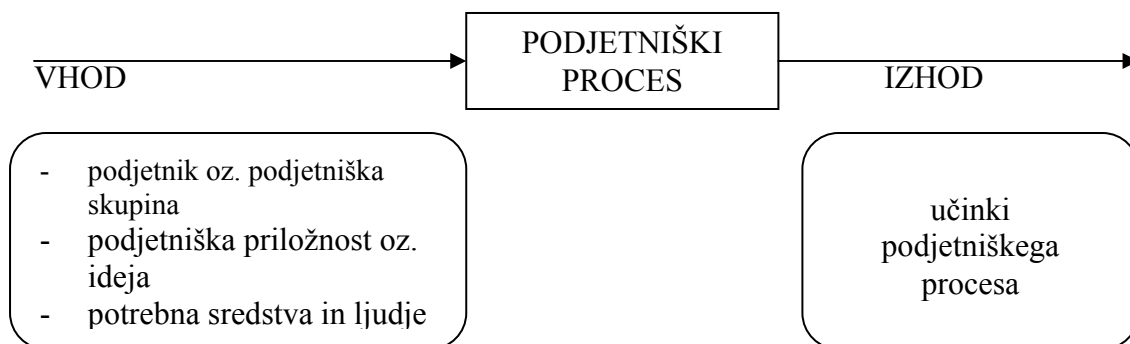 PODJETNIŠKI
PROCES
VHOD
IZHOD
- podjetnik oz. podjetniška
skupina
- podjetniška priložnost oz.
ideja
- potrebna sredstva in ljudje
učinki
podjetniškega
procesa